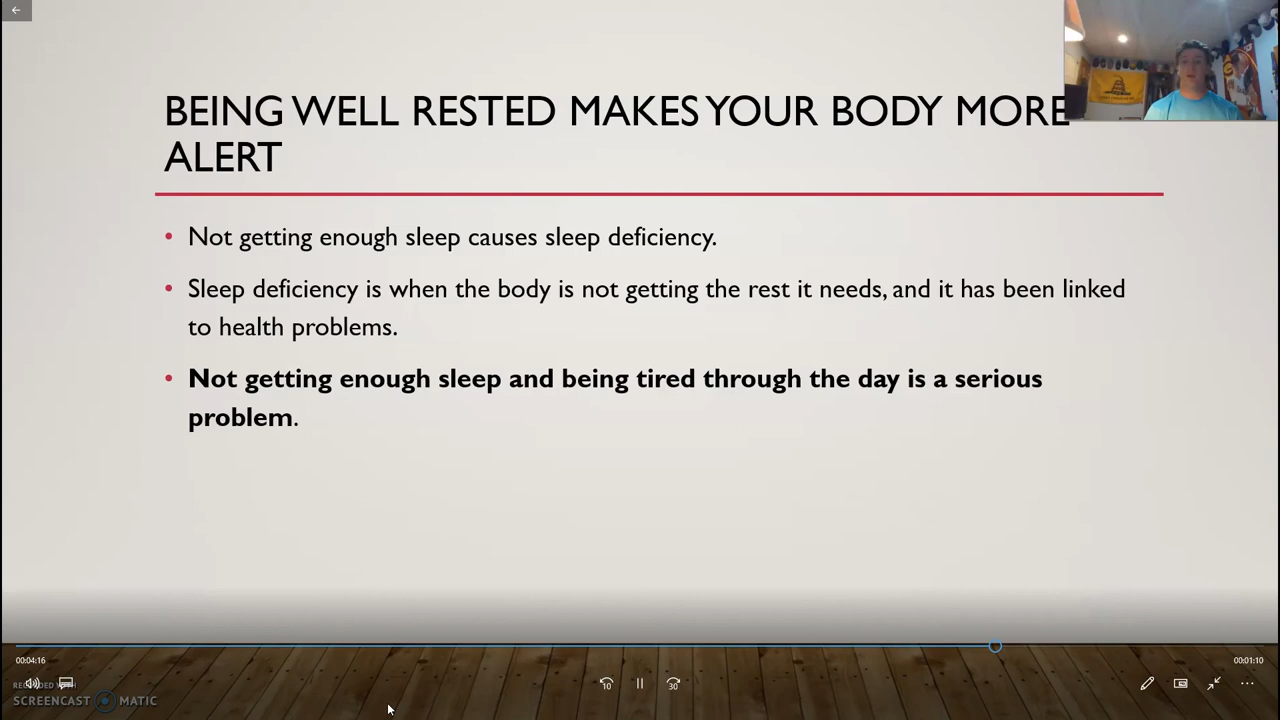 BEING WELL RESTED MAKES YOUR BODY MORE
ALERT
• Not getting enough sleep causes sleep deficiency.
• Sleep deficiency is when the body is not getting the rest it needs, and it has been linked
to health problems.
• Not getting enough sleep and being tired through the day is a serious
problem.
00:04:16
00:01:10
10
30
SCREENCAST MATIC